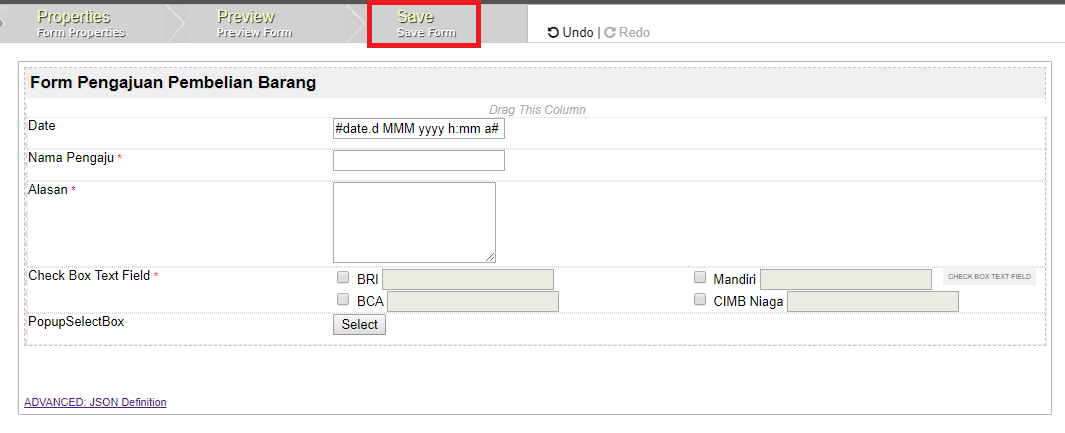 Properties
Form Properties
Preview
Preview Form
Save
Save Form
Undo | Redo
Form Pengajuan Pembelian Barang
Drag This Column
Date
#date.d MMM yyyy h:mm a#
Nama Pengaju *
Alasan *
Check Box Text Field *
BRI
Mandiri
CHECK BOX TEXT FIELD
BCA
CIMB Niaga
PopupSelectBox
Select
ADVANCED: JSON Definition